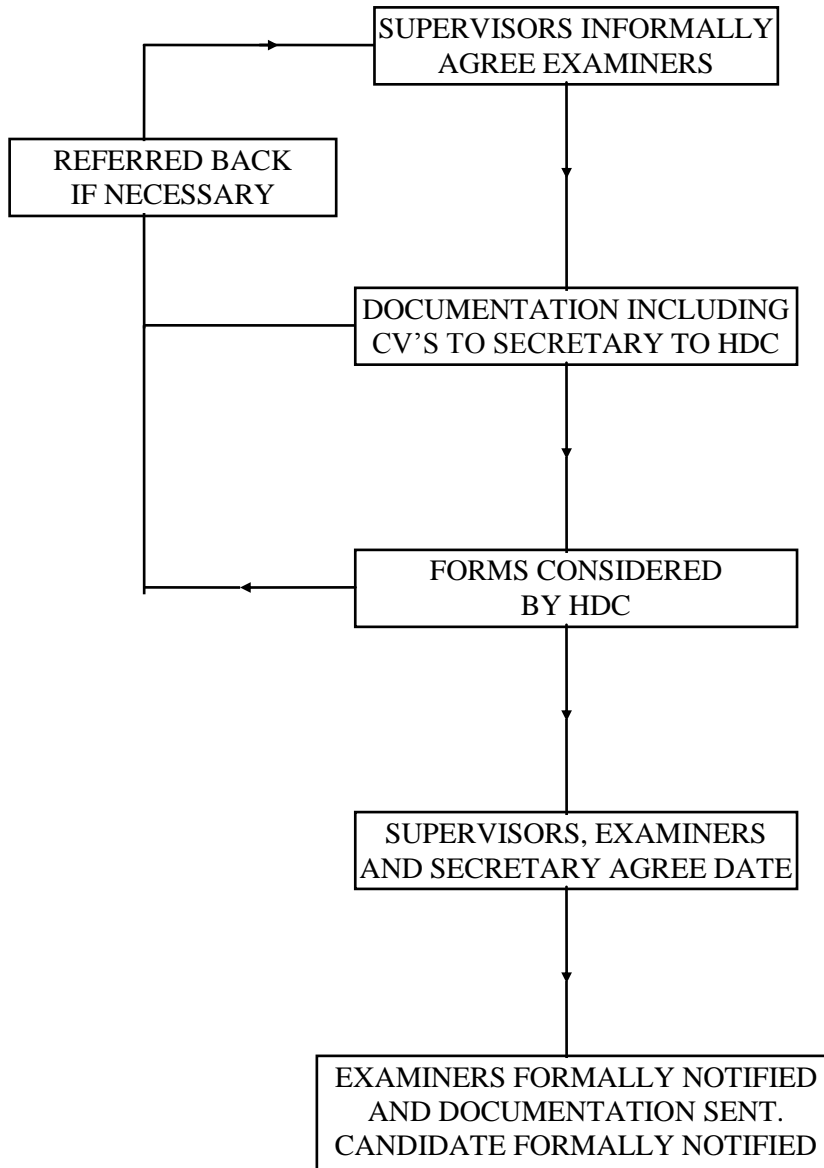 SUPERVISORS INFORMALLY
AGREE EXAMINERS
REFERRED BACK
IF NECESSARY
DOCUMENTATION INCLUDING
CV'S TO SECRETARY TO HDC
FORMS CONSIDERED
BY HDC
SUPERVISORS, EXAMINERS
AND SECRETARY AGREE DATE
EXAMINERS FORMALLY NOTIFIED
AND DOCUMENTATION SENT.
CANDIDATE FORMALLY NOTIFIED